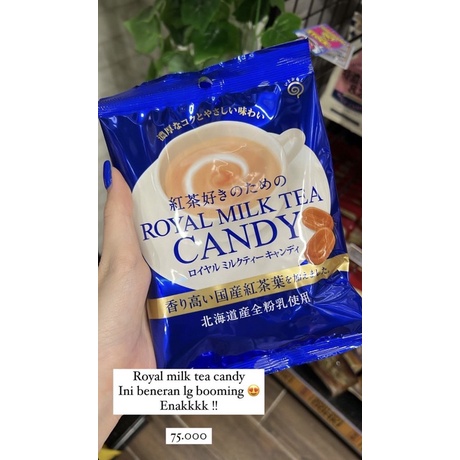 濃厚なコクとやさしい味わい
紅茶好きのための
ROYAL MILK TEA
CANDY
ロイヤルミルクティーキャンディ
香り高い国産紅茶葉を加えました
北海道産全粉乳使用
Royal milk tea candy
Ini beneran lg booming 😍
Enakkkk !!
75.000